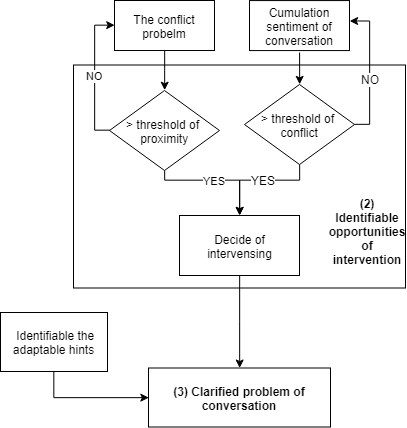 The conflict
probelm
Cumulation
sentiment of
conversation
NO
NO
> threshold of
proximity
> threshold of
conflict
YES
YES
(2)
Identifiable
opportunities
of
intervention
Decide of
intervensing
Identifiable the
adaptable hints
(3) Clarified problem of
conversation